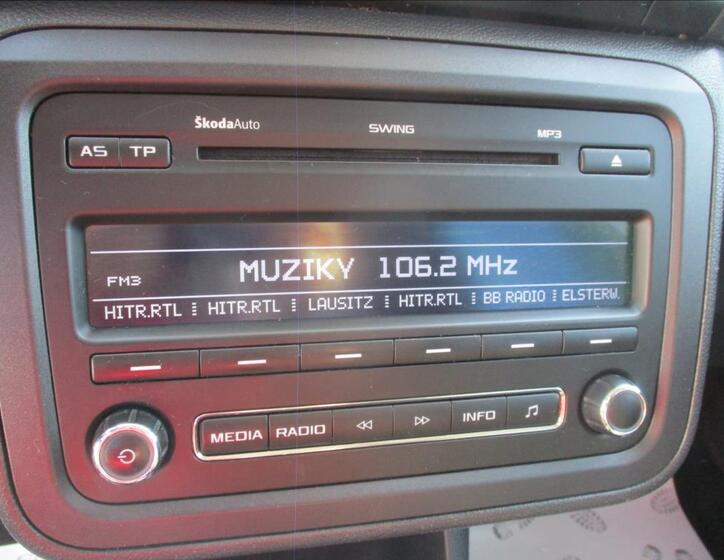 ŠkodaAuto SWING MP3
AS TP
MUZIKY 106.2 MHz
FM3
HITR.RTL HITR.RTL LAUSITZ HITR.RTL BB RADIO ELSTERW.
MEDIA RADIO INFO